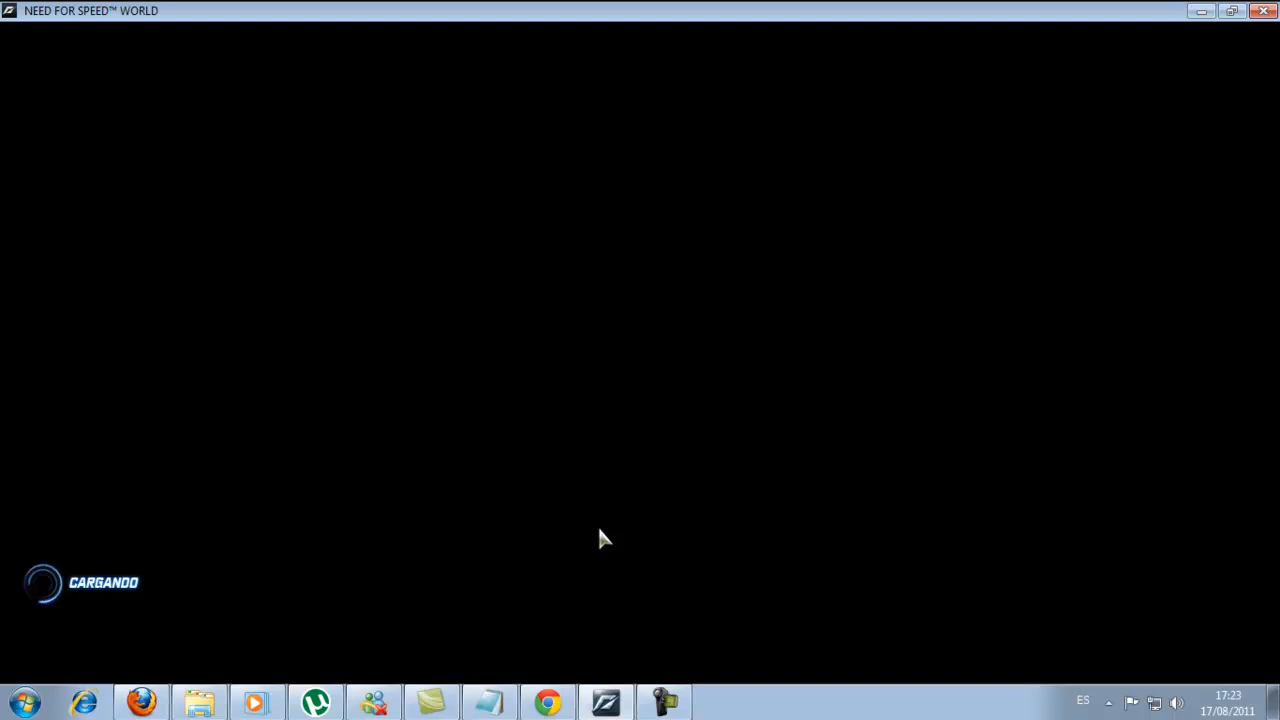 NEED FOR SPEED™ WORLD
CARGANDO
ES
17:23
17/08/2011